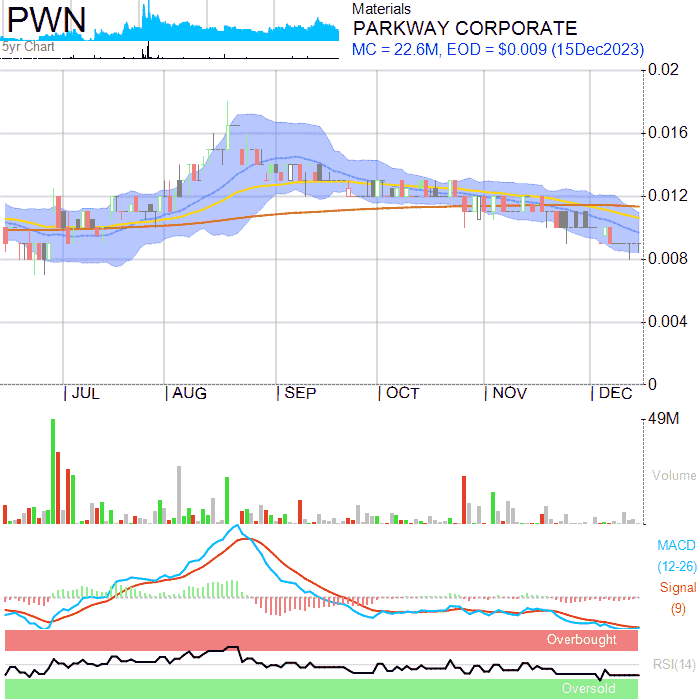 PWN
5yr Chart
Materials
PARKWAY CORPORATE
MC = 22.6M, EOD = $0.009 (15Dec2023)
0.02
0.016
0.012
0.008
0.004
0
JUL AUG SEP OCT NOV DEC
49M
Volume
MACD
(12-26)
Signal
(9)
Overbought
RSI(14)
Oversold